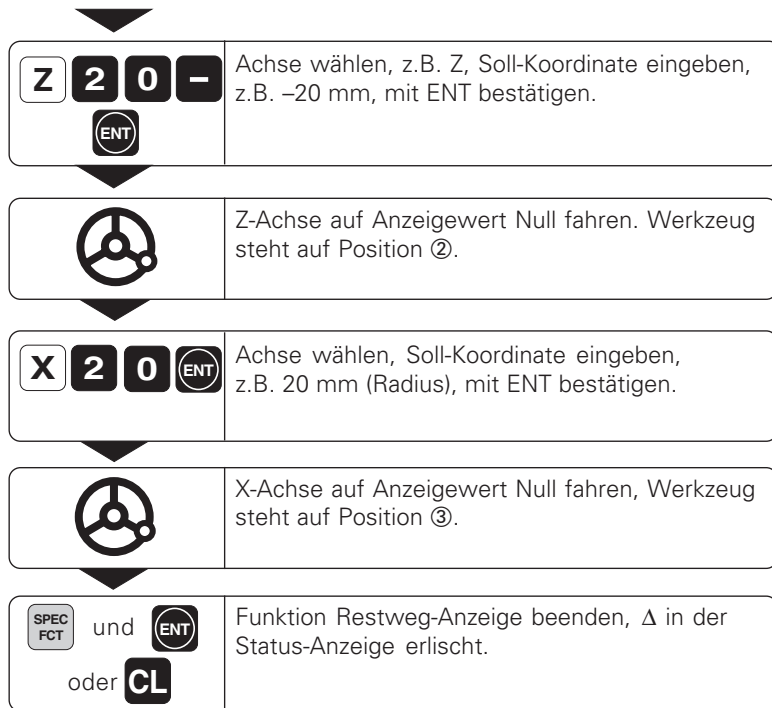 Z 2 0 –
ENT
Achse wählen, z.B. Z, Soll-Koordinate eingeben,
z.B. –20 mm, mit ENT bestätigen.
Z-Achse auf Anzeigewert Null fahren. Werkzeug
steht auf Position ②.
X 2 0 ENT
Achse wählen, Soll-Koordinate eingeben,
z.B. 20 mm (Radius), mit ENT bestätigen.
X-Achse auf Anzeigewert Null fahren, Werkzeug
steht auf Position ③.
SPEC
FCT und ENT
oder CL
Funktion Restweg-Anzeige beenden, Δ in der
Status-Anzeige erlischt.